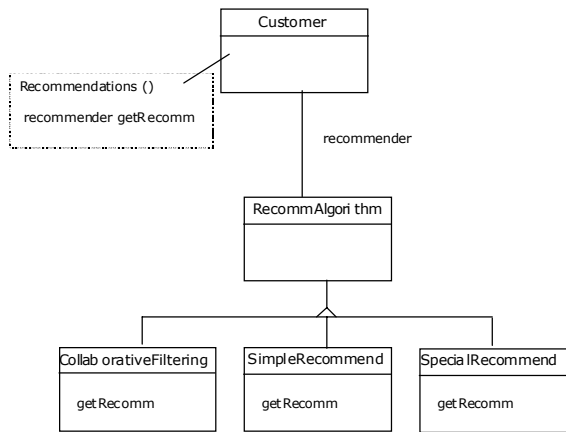 Customer
Recommendations ()
recommender getRecomm
recommender
RecommAlgorithm
CollaborativeFiltering
SimpleRecommend
SpecialRecommend
getRecomm
getRecomm
getRecomm